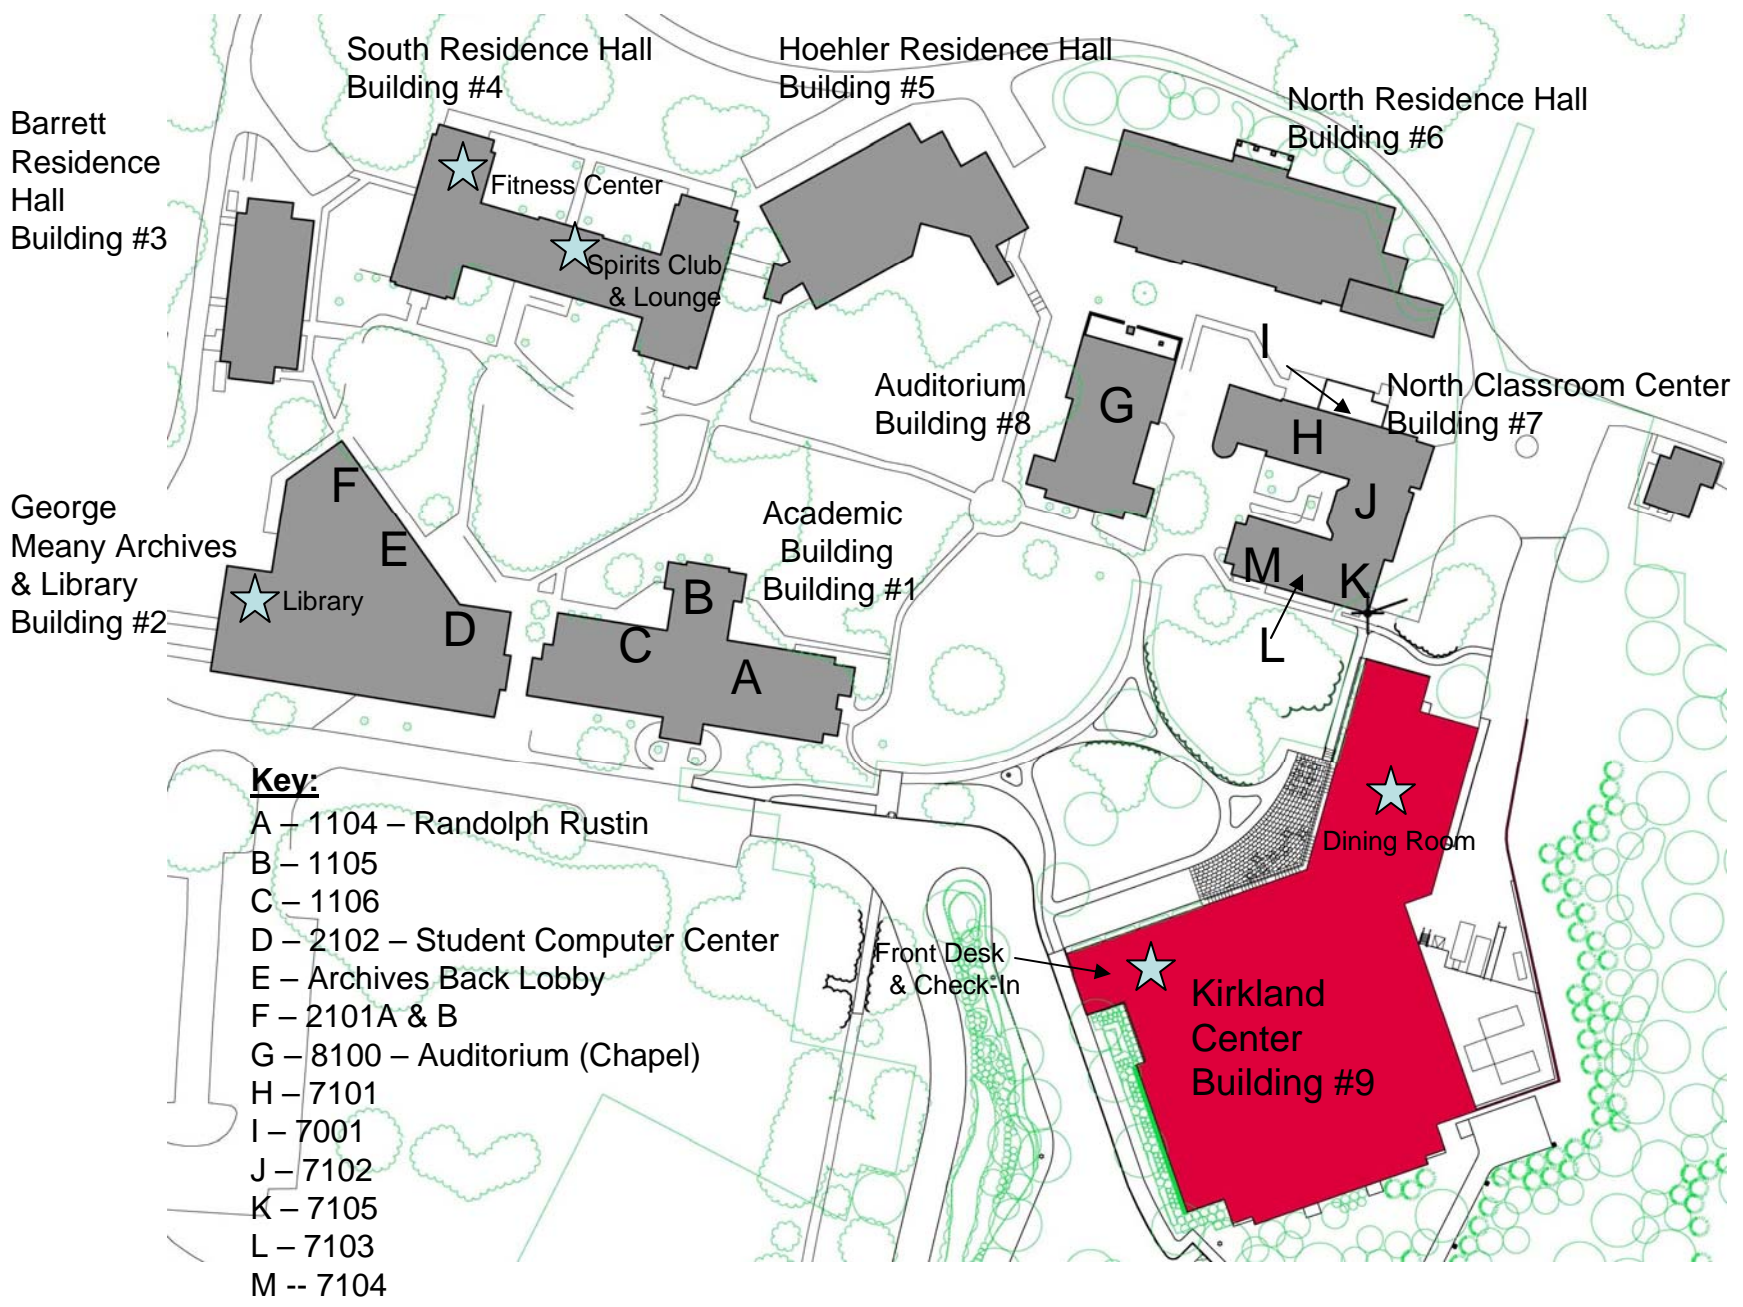 South Residence Hall
Building #4
Hoehler Residence Hall
Building #5
North Residence Hall
Building #6
Barrett
Residence
Hall
Building #3
Fitness Center
Spirits Club
& Lounge
I
Auditorium
Building #8
G
North Classroom Center
Building #7
H
George
Meany Archives
& Library
Building #2
F
E
D
Library
Academic
Building
Building #1
B
C
A
J
M
K
L
Dining Room
Front Desk
& Check-In
Kirkland
Center
Building #9
Key:
A – 1104 – Randolph Rustin
B – 1105
C – 1106
D – 2102 – Student Computer Center
E – Archives Back Lobby
F – 2101A & B
G – 8100 – Auditorium (Chapel)
H – 7101
I – 7001
J – 7102
K – 7105
L – 7103
M -- 7104